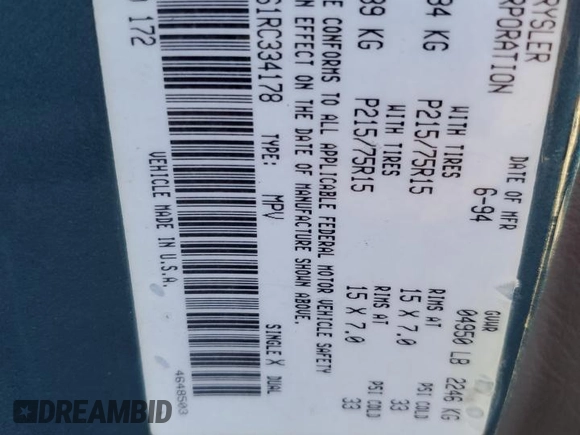 RYSLER
RPORATION
DATE OF MFR
6-94
GVWR
04950 LB 2246 KG
94 KG
WITH TIRES
P215/75R15
RIMS AT
15 X 7.0
PSI COLD
33
89 KG
WITH TIRES
P215/75R15
RIMS AT
15 X 7.0
PSI COLD
33
E CONFORMS TO ALL APPLICABLE FEDERAL MOTOR VEHICLE SAFETY
N EFFECT ON THE DATE OF MANUFACTURE SHOWN ABOVE.
S1RC334178
TYPE: MPV
SINGLE X DUAL
172
VEHICLE MADE IN U.S.A.
4648503
DREAMBID